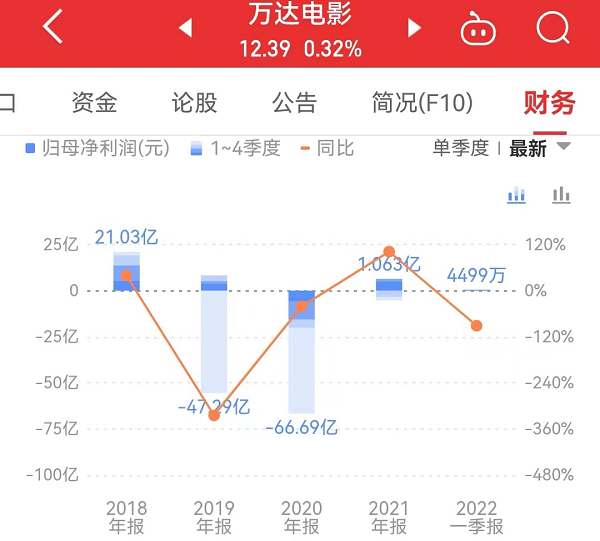 万达电影
12.39 0.32%
口 资金 论股 公告 简况(F10) 财务
归母净利润(元) 1~4季度 同比 单季度 | 最新
25亿 21.03亿 1.063亿 4499万 120%
0 0%
-25亿 -120%
-50亿 -240%
-75亿 -47.29亿 -66.69亿 -360%
-100亿 -480%
2018 2019 2020 2021 2022
年报 年报 年报 年报 一季报